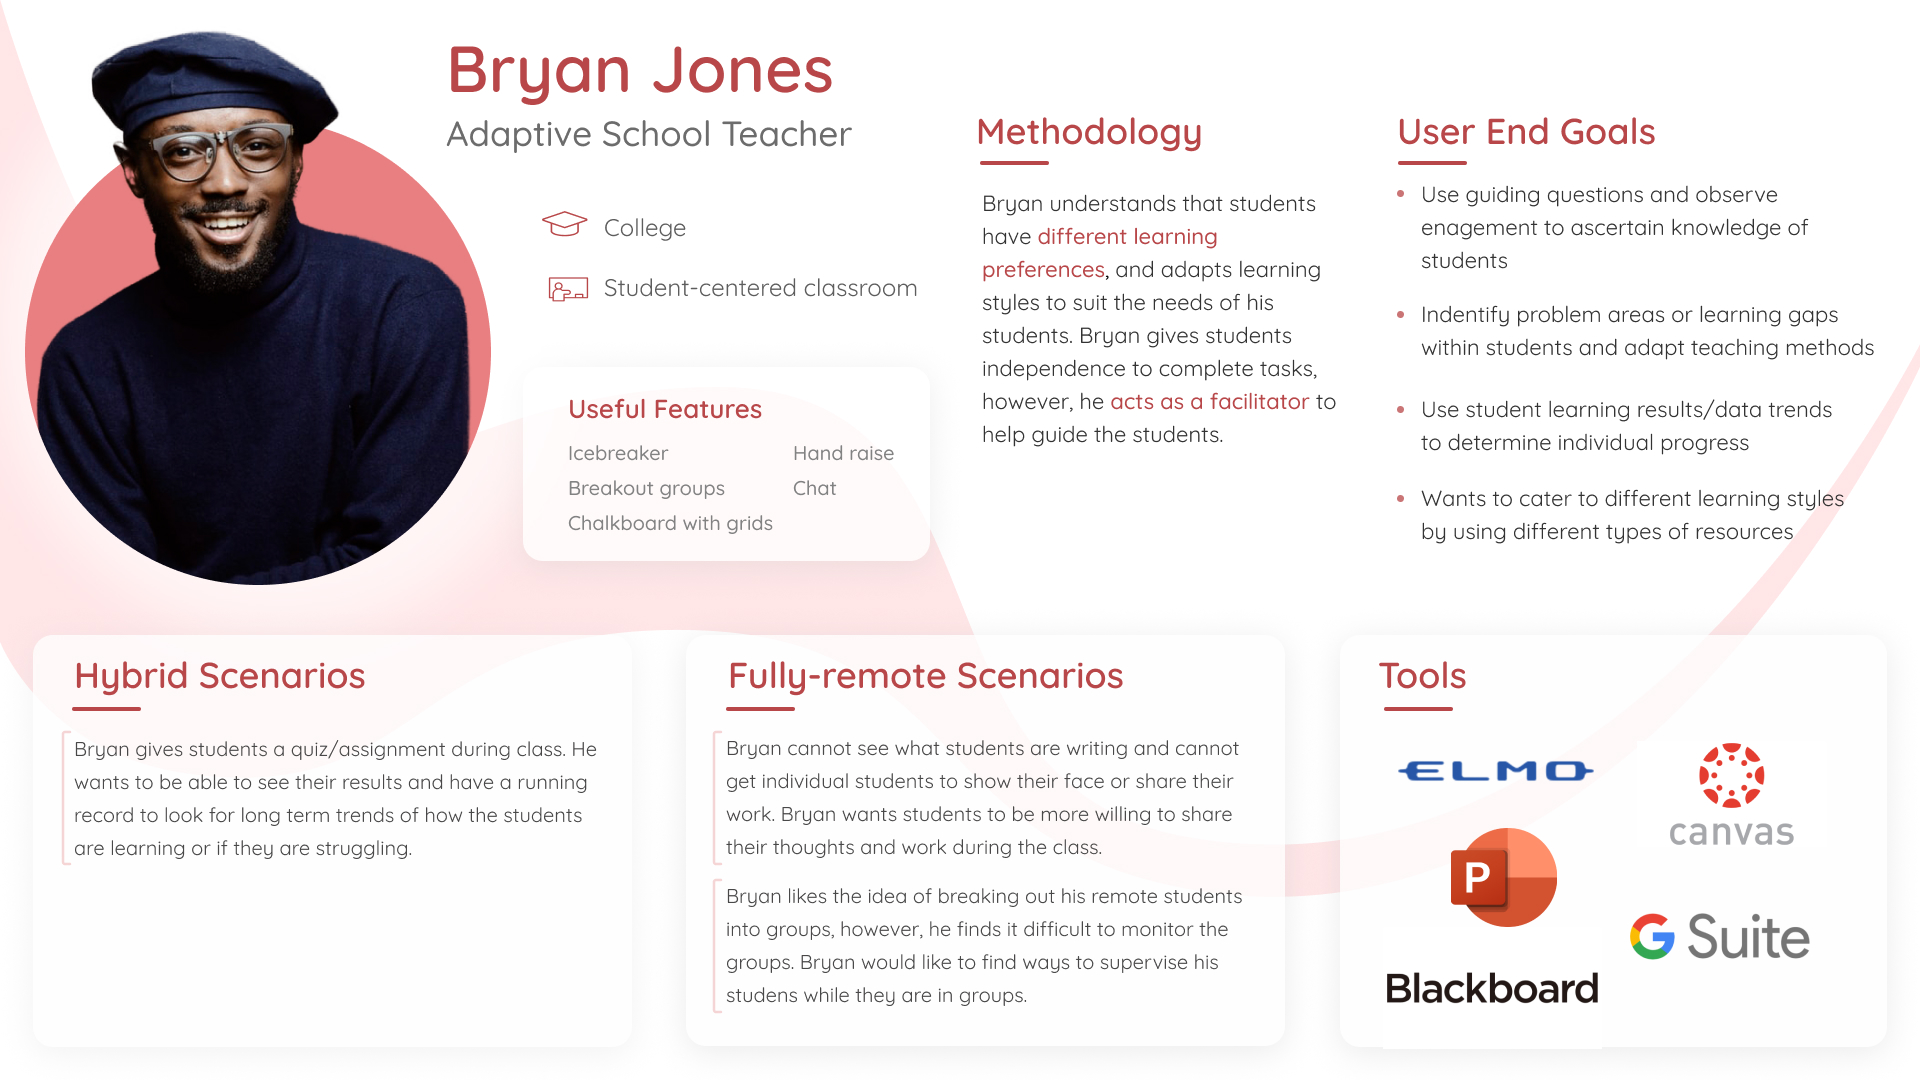 Bryan Jones
Adaptive School Teacher
College
Student-centered classroom
Useful Features
Icebreaker
Breakout groups
Chalkboard with grids
Hand raise
Chat
Methodology
Bryan understands that students
have different learning
preferences, and adapts learning
styles to suit the needs of his
students. Bryan gives students
independence to complete tasks,
however, he acts as a facilitator to
help guide the students.
User End Goals
• Use guiding questions and observe
enagement to ascertain knowledge of
students
• Indentify problem areas or learning gaps
within students and adapt teaching methods
• Use student learning results/data trends
to determine individual progress
• Wants to cater to different learning styles
by using different types of resources
Hybrid Scenarios
Bryan gives students a quiz/assignment during class. He
wants to be able to see their results and have a running
record to look for long term trends of how the students
are learning or if they are struggling.
Fully-remote Scenarios
Bryan cannot see what students are writing and cannot
get individual students to show their face or share their
work. Bryan wants students to be more willing to share
their thoughts and work during the class.
Bryan likes the idea of breaking out his remote students
into groups, however, he finds it difficult to monitor the
groups. Bryan would like to find ways to supervise his
studens while they are in groups.
Tools
ELMO
canvas
P
G Suite
Blackboard